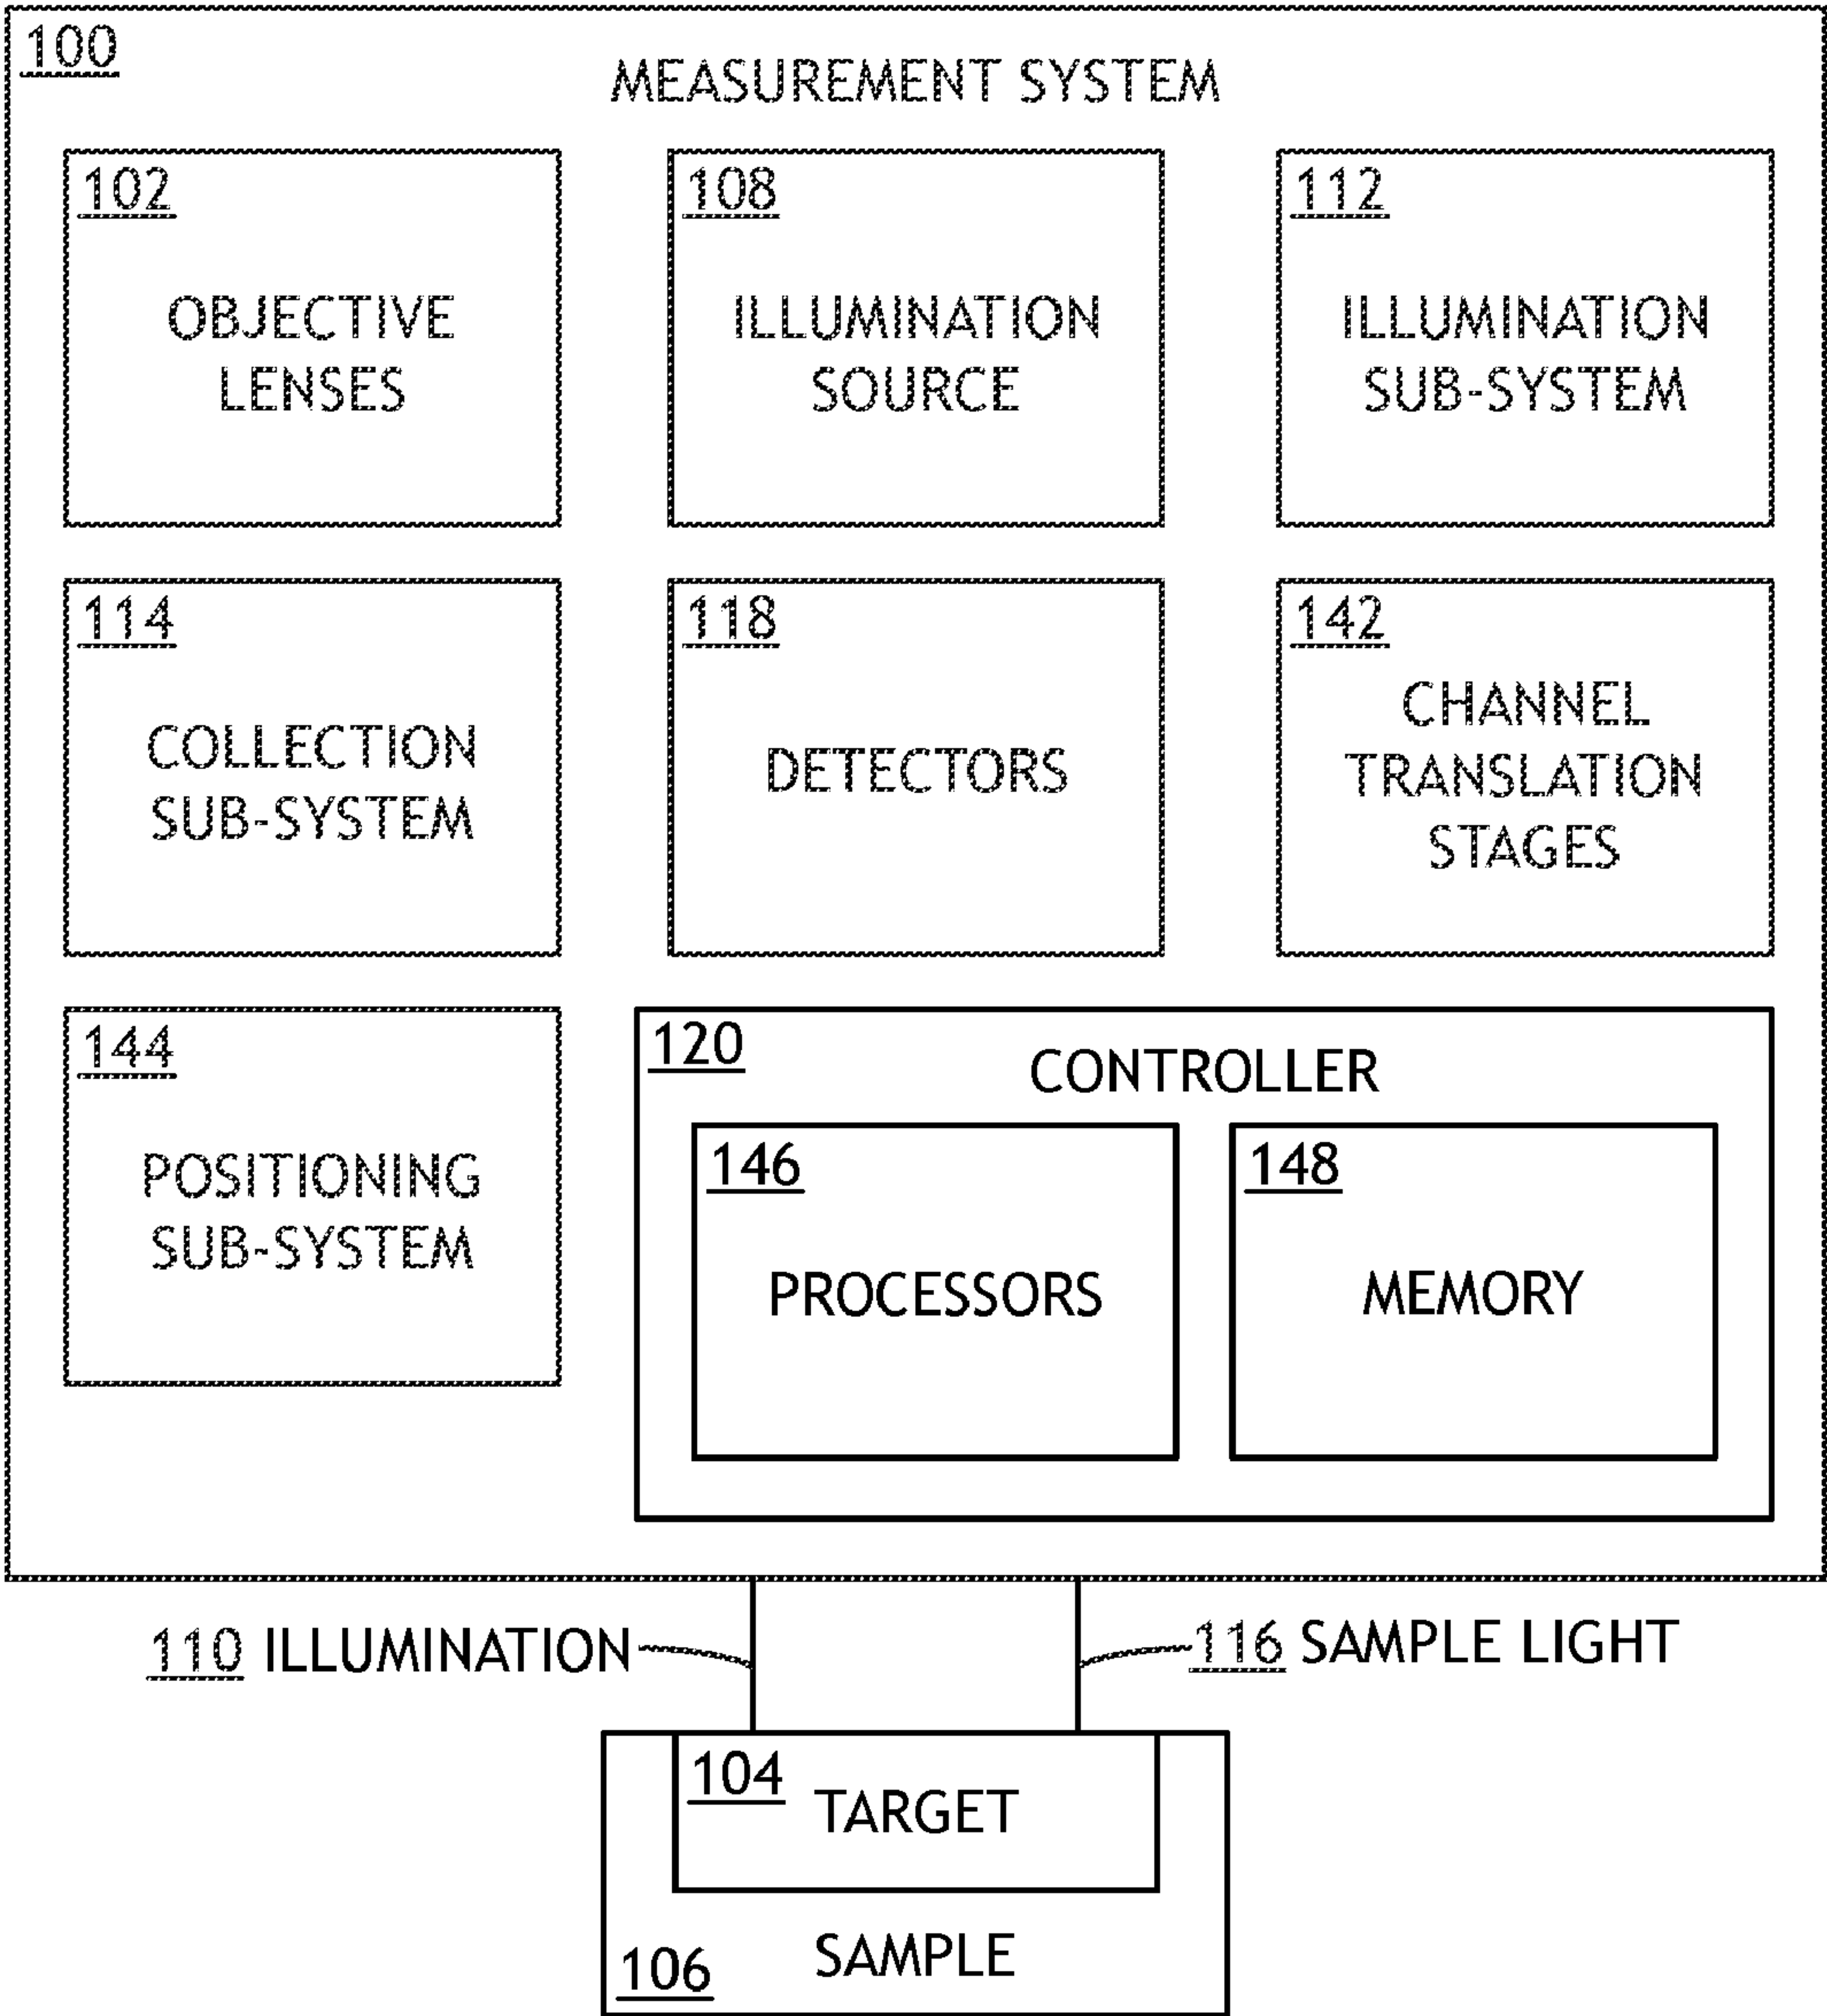 100
MEASUREMENT SYSTEM
102
OBJECTIVE
LENSES
108
ILLUMINATION
SOURCE
112
ILLUMINATION
SUB-SYSTEM
114
COLLECTION
SUB-SYSTEM
118
DETECTORS
142
CHANNEL
TRANSLATION
STAGES
144
POSITIONING
SUB-SYSTEM
120
CONTROLLER
146
PROCESSORS
148
MEMORY
110 ILLUMINATION
116 SAMPLE LIGHT
104
TARGET
SAMPLE
106